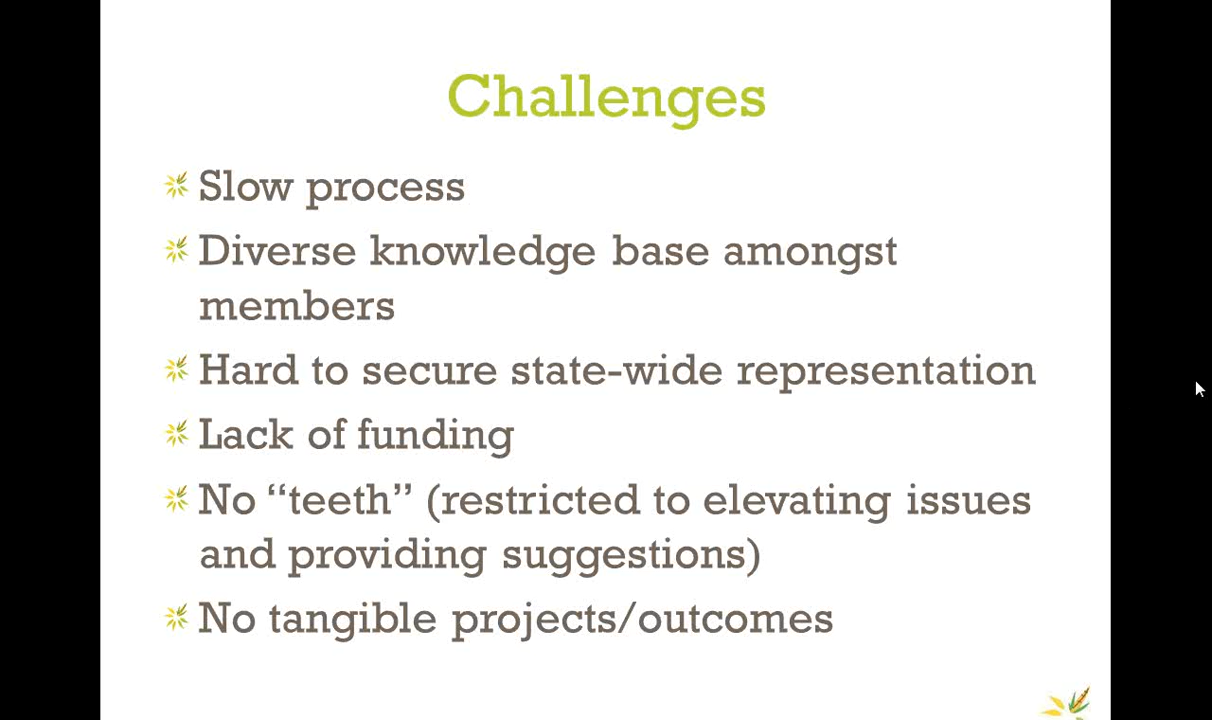 Challenges
Slow process
Diverse knowledge base amongst
members
Hard to secure state-wide representation
Lack of funding
No “teeth” (restricted to elevating issues
and providing suggestions)
No tangible projects/outcomes